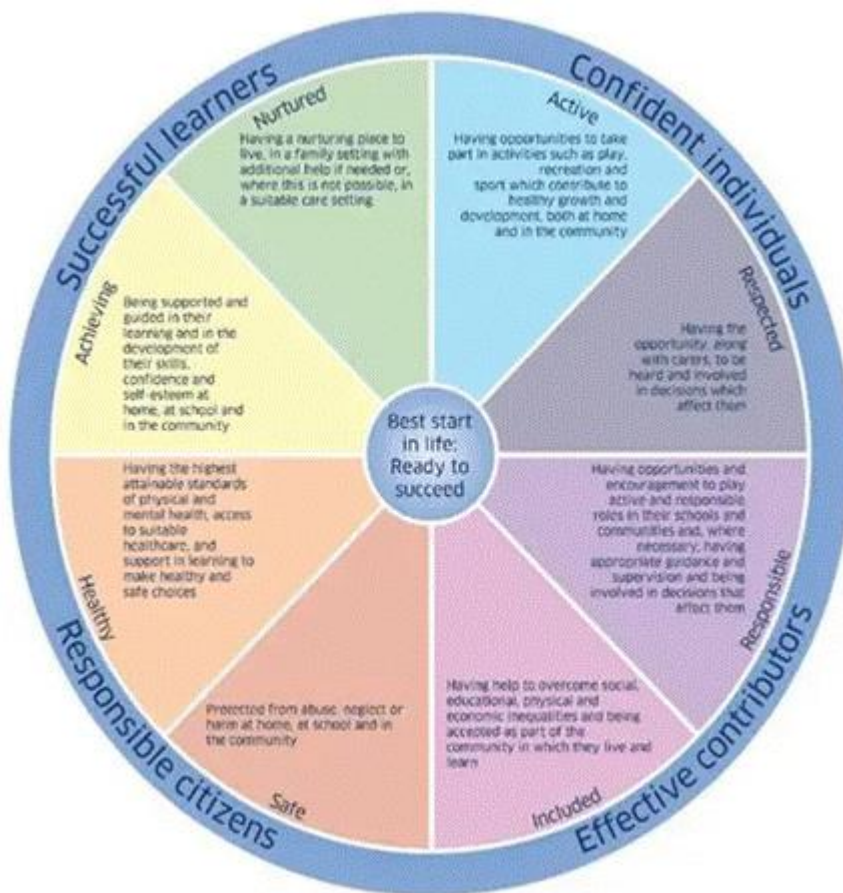 Successful learners
Confident individuals
Nurtured
Having a nurturing place to
live, in a family setting with
additional help if needed or,
where this is not possible, in
a suitable care setting
Active
Having opportunities to take
part in activities such as play,
recreation and
sport which contribute to
healthy growth and
development, both at home
and in the community
Achieving
Being supported and
guided in their
learning and in the
development of
their skills,
confidence and
self-esteem at
home, at school and
in the community
Respected
Having the
opportunity, along
with carers, to be
heard and involved
in decisions which
affect them
Best start
in life:
Ready to
succeed
Healthy
Having the highest
attainable standards
of physical and
mental health, access
to suitable
healthcare, and
support in learning to
make healthy and
safe choices
Responsible
Having opportunities and
encouragement to play
active and responsible
roles in their schools and
communities and, where
necessary, having
appropriate guidance and
supervision and being
involved in decisions that
affect them
Protected from abuse, neglect or
harm at home, at school and in
the community
Safe
Having help to overcome social,
educational, physical and
economic inequalities and being
accepted as part of the
community in which they live and
learn
Included
Responsible citizens
Effective contributors